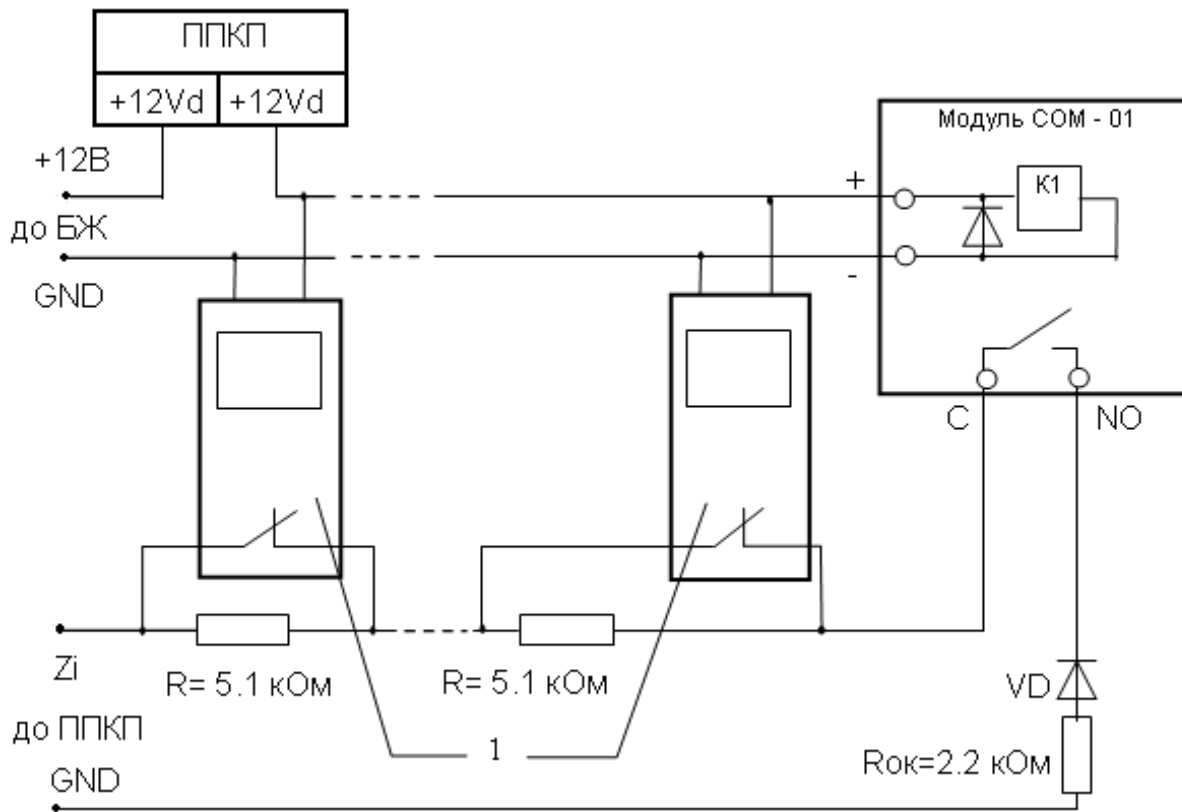 ППКП
+12Vd +12Vd
Модуль COM - 01
+12В
+
К1
до БЖ
-
GND
C
NO
Zi
R= 5.1 кОм
R= 5.1 кОм
VD
до ППКП
1
Rок=2.2 кОм
GND